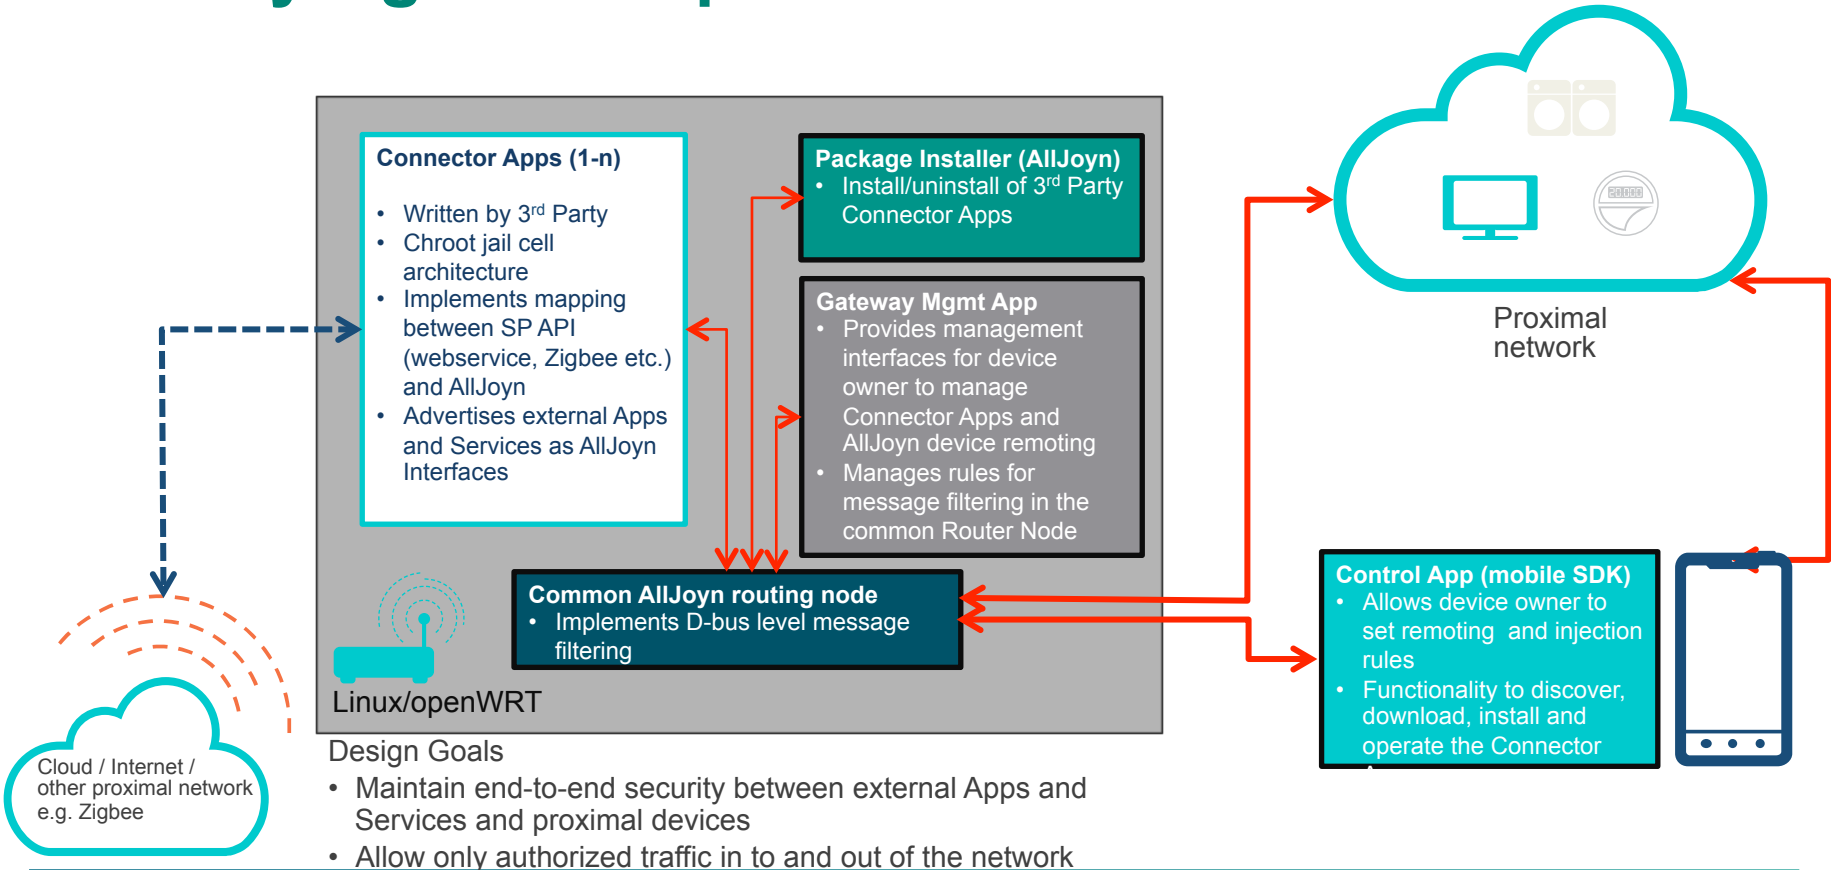 Connector Apps (1-n)
• Written by 3rd Party
• Chroot jail cell
architecture
• Implements mapping
between SP API
(webservice, Zigbee etc.)
and AllJoyn
• Advertises external Apps
and Services as AllJoyn
Interfaces
Package Installer (AllJoyn)
• Install/uninstall of 3rd Party
Connector Apps
Gateway Mgmt App
• Provides management
interfaces for device
owner to manage
Connector Apps and
AllJoyn device remoting
• Manages rules for
message filtering in the
common Router Node
Common AllJoyn routing node
• Implements D-bus level message
filtering
Linux/openWRT
20.000
Proximal
network
Control App (mobile SDK)
• Allows device owner to
set remoting and injection
rules
• Functionality to discover,
download, install and
operate the Connector
Cloud / Internet /
other proximal network
e.g. Zigbee
Design Goals
• Maintain end-to-end security between external Apps and
Services and proximal devices
• Allow only authorized traffic in to and out of the network